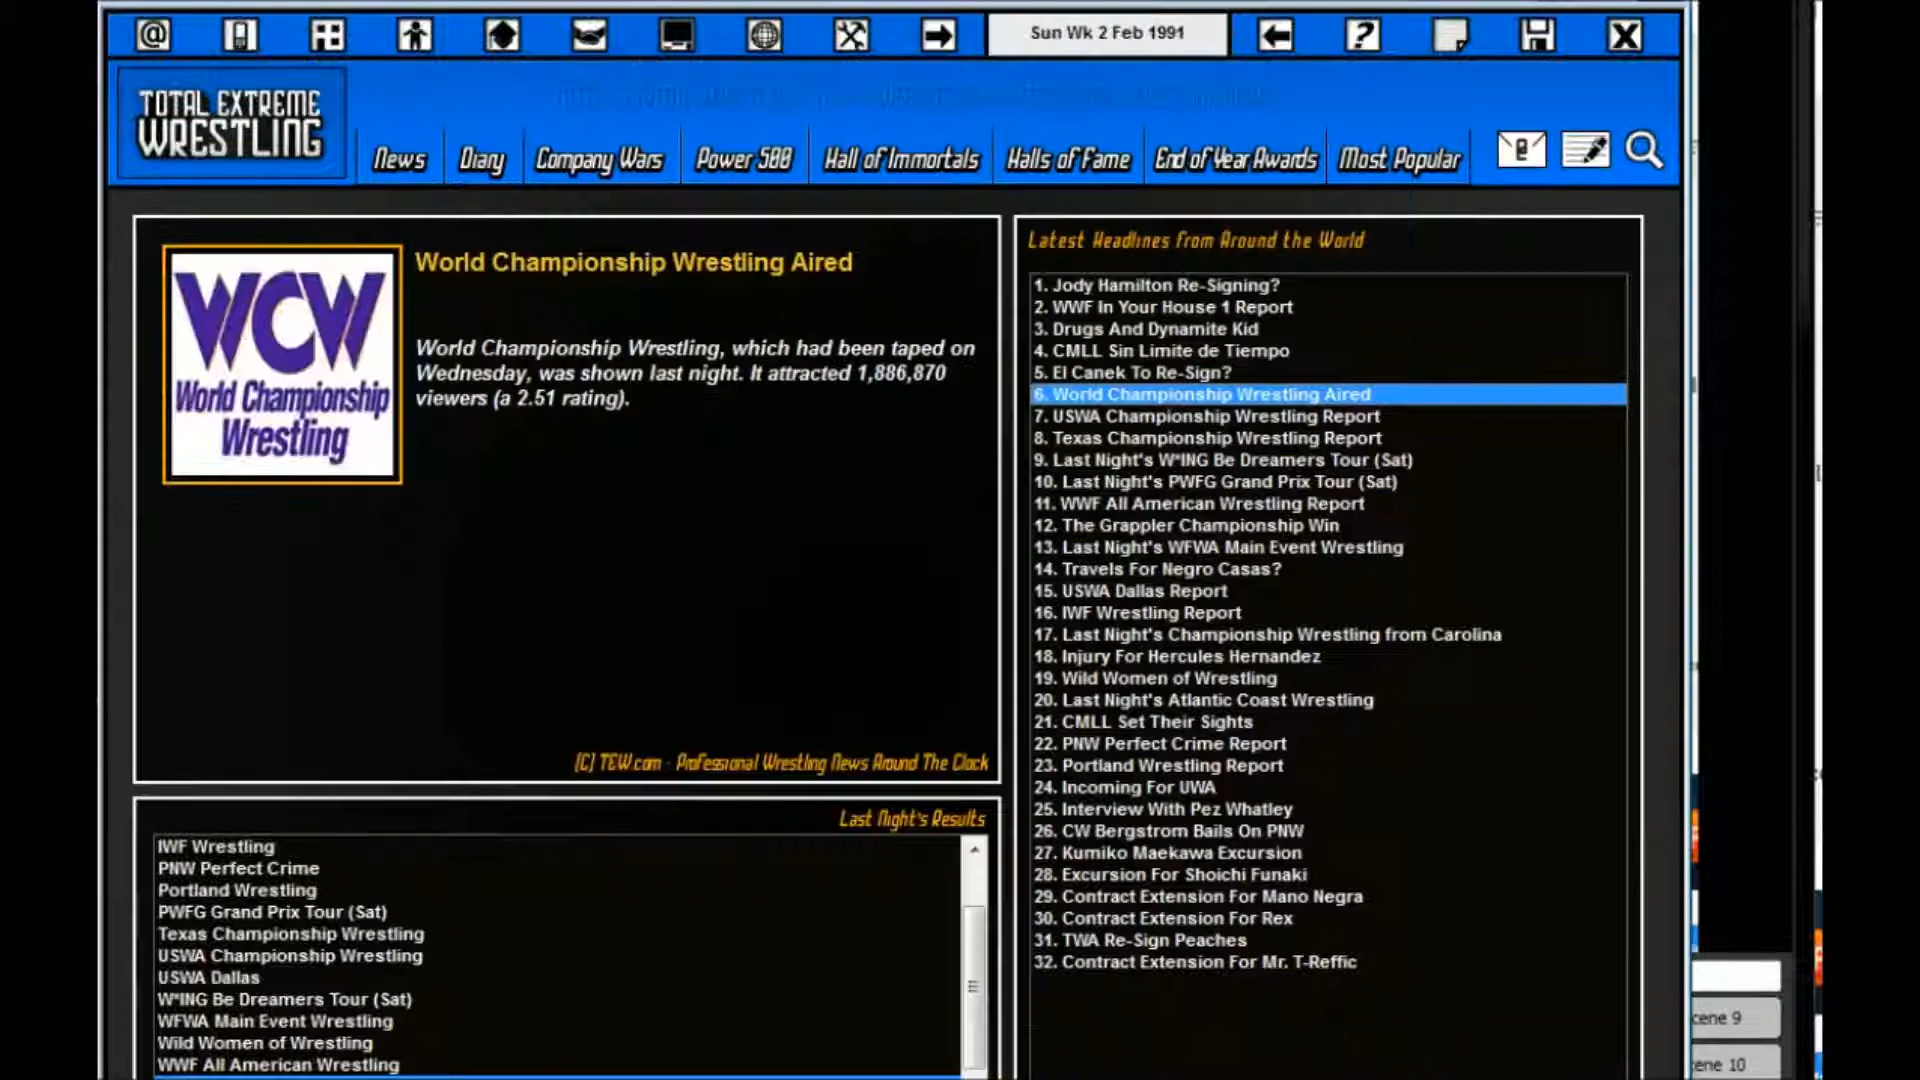 Sun Wk 2 Feb 1991
TOTAL EXTREME
WRESTLING
News
Diary
Company Wars
Power 500
Hall of Immortals
Halls of Fame
End of Year Awards
Most Popular
WCW
World Championship
Wrestling
World Championship Wrestling Aired
World Championship Wrestling, which had been taped on
Wednesday, was shown last night. It attracted 1,886,870
viewers (a 2.51 rating).
(C) TEW.com - Professional Wrestling News Around The Clock
Last Night's Results
IWF Wrestling
PNW Perfect Crime
Portland Wrestling
PWFG Grand Prix Tour (Sat)
Texas Championship Wrestling
USWA Championship Wrestling
USWA Dallas
W*ING Be Dreamers Tour (Sat)
WFWA Main Event Wrestling
Wild Women of Wrestling
WWF All American Wrestling
Latest Headlines from Around the World
1. Jody Hamilton Re-Signing?
2. WWF In Your House 1 Report
3. Drugs And Dynamite Kid
4. CMLL Sin Limite de Tiempo
5. El Canek To Re-Sign?
6. World Championship Wrestling Aired
7. USWA Championship Wrestling Report
8. Texas Championship Wrestling Report
9. Last Night's W*ING Be Dreamers Tour (Sat)
10. Last Night's PWFG Grand Prix Tour (Sat)
11. WWF All American Wrestling Report
12. The Grappler Championship Win
13. Last Night's WFWA Main Event Wrestling
14. Travels For Negro Casas?
15. USWA Dallas Report
16. IWF Wrestling Report
17. Last Night's Championship Wrestling from Carolina
18. Injury For Hercules Hernandez
19. Wild Women of Wrestling
20. Last Night's Atlantic Coast Wrestling
21. CMLL Set Their Sights
22. PNW Perfect Crime Report
23. Portland Wrestling Report
24. Incoming For UWA
25. Interview With Pez Whatley
26. CW Bergstrom Bails On PNW
27. Kumiko Maekawa Excursion
28. Excursion For Shoichi Funaki
29. Contract Extension For Mano Negra
30. Contract Extension For Rex
31. TWA Re-Sign Peaches
32. Contract Extension For Mr. T-Reffic
cene 9
ene 10